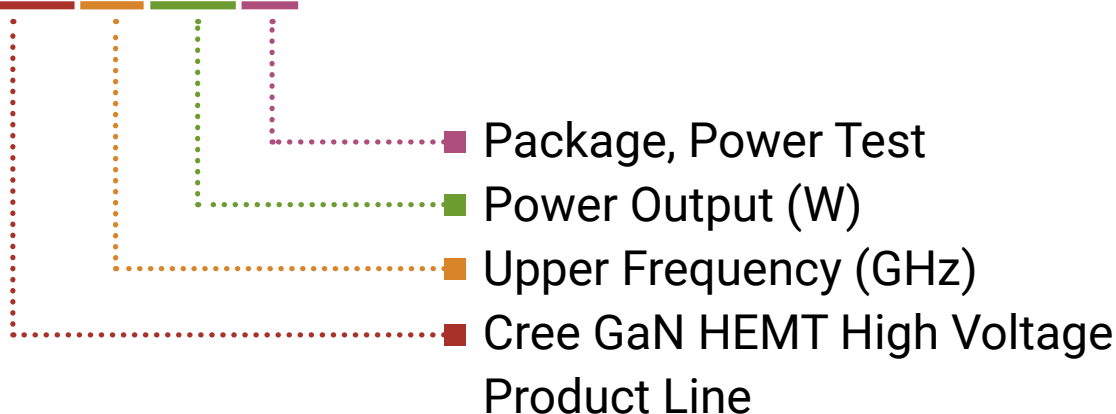 Package, Power Test
Power Output (W)
Upper Frequency (GHz)
Cree GaN HEMT High Voltage
Product Line